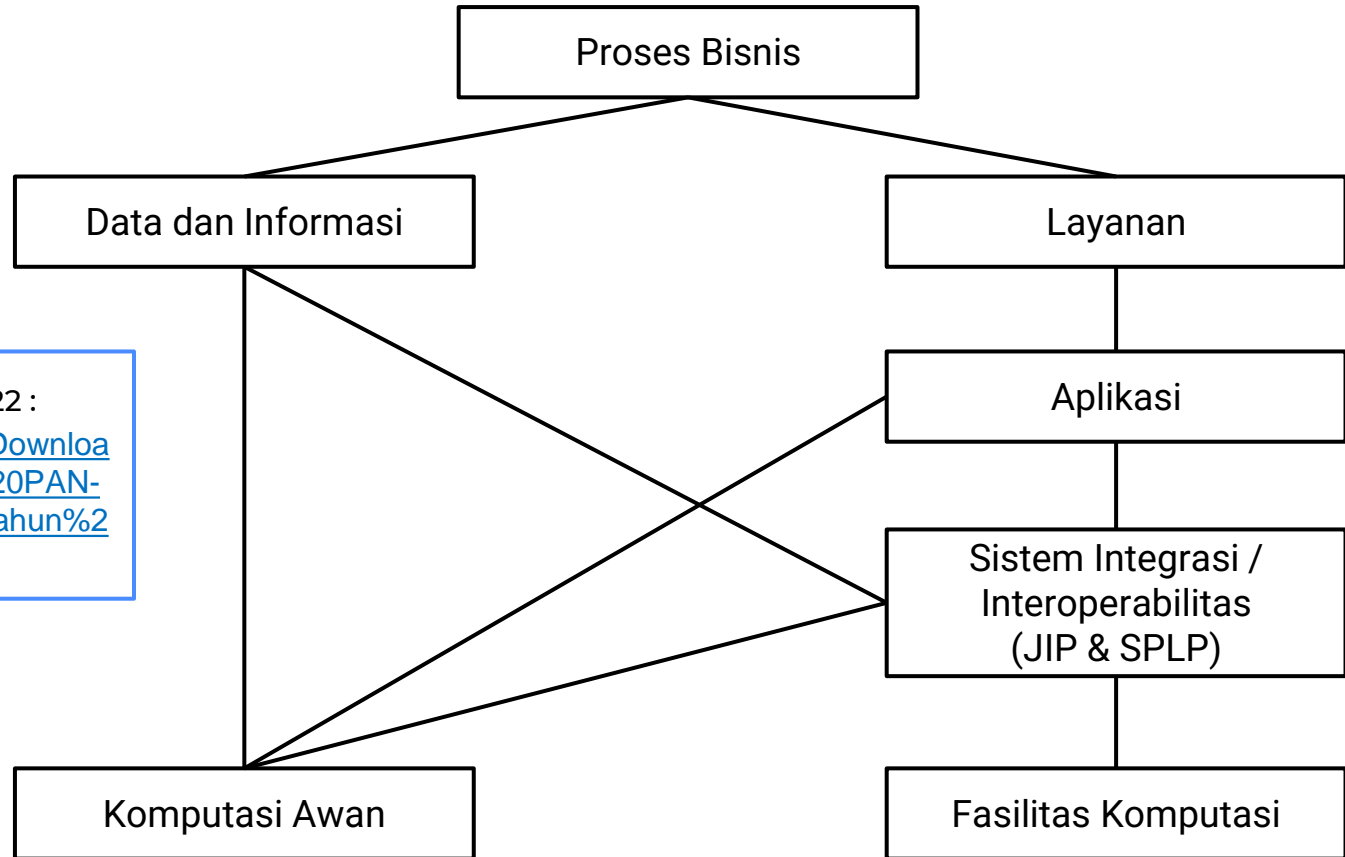 Proses Bisnis
Data dan Informasi
Layanan
22 :
Downloa
20PAN-
ahun%2
Aplikasi
Sistem Integrasi /
Interoperabilitas
(JIP & SPLP)
Komputasi Awan
Fasilitas Komputasi